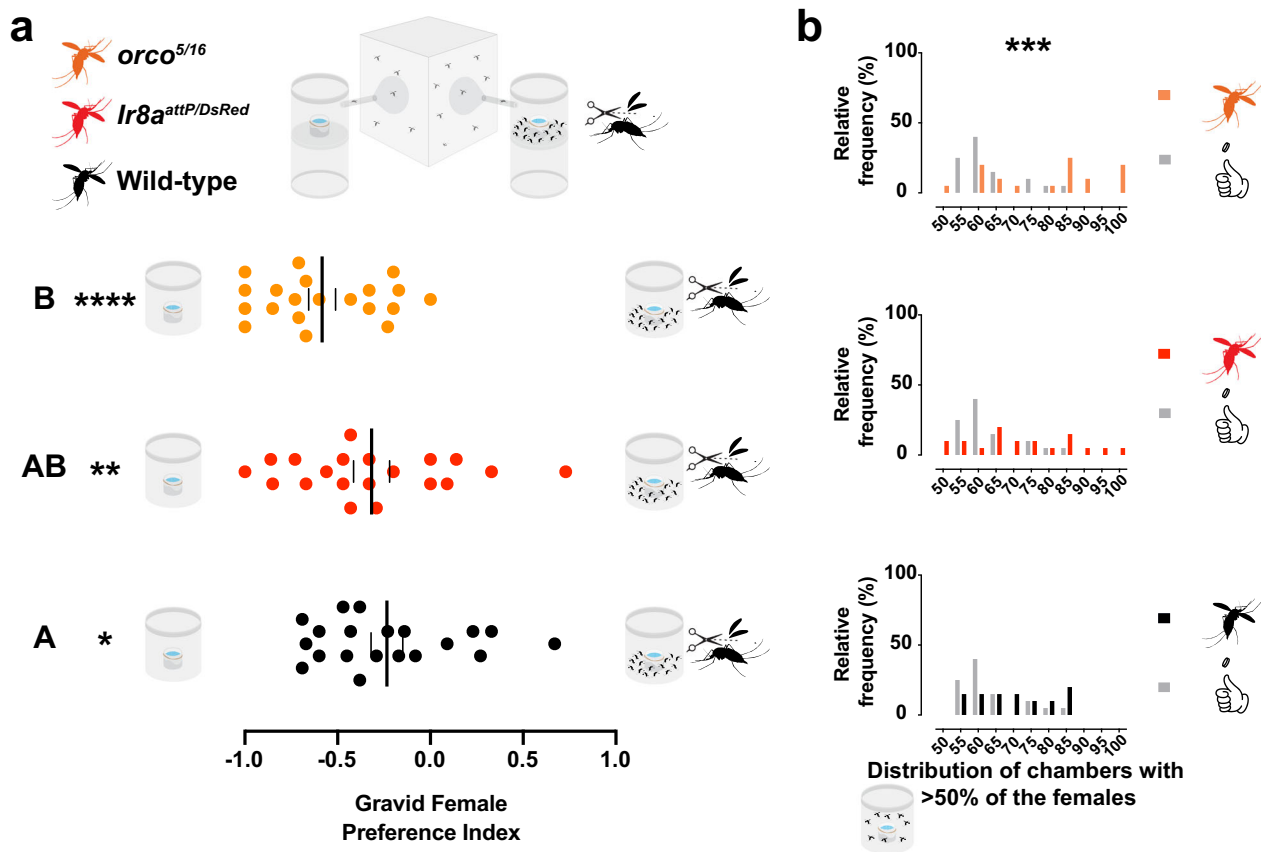 a
orco5/16
Ir8aattP/DsRed
Wild-type
B ****
AB **
A *
-1.0 -0.5 0.0 0.5 1.0
Gravid Female
Preference Index
b
***
Relative
frequency (%)
100
50
0
50 55 60 65 70 75 80 85 90 95 100
Relative
frequency (%)
100
50
0
50 55 60 65 70 75 80 85 90 95 100
Relative
frequency (%)
100
50
0
50 55 60 65 70 75 80 85 90 95 100
Distribution of chambers with
>50% of the females